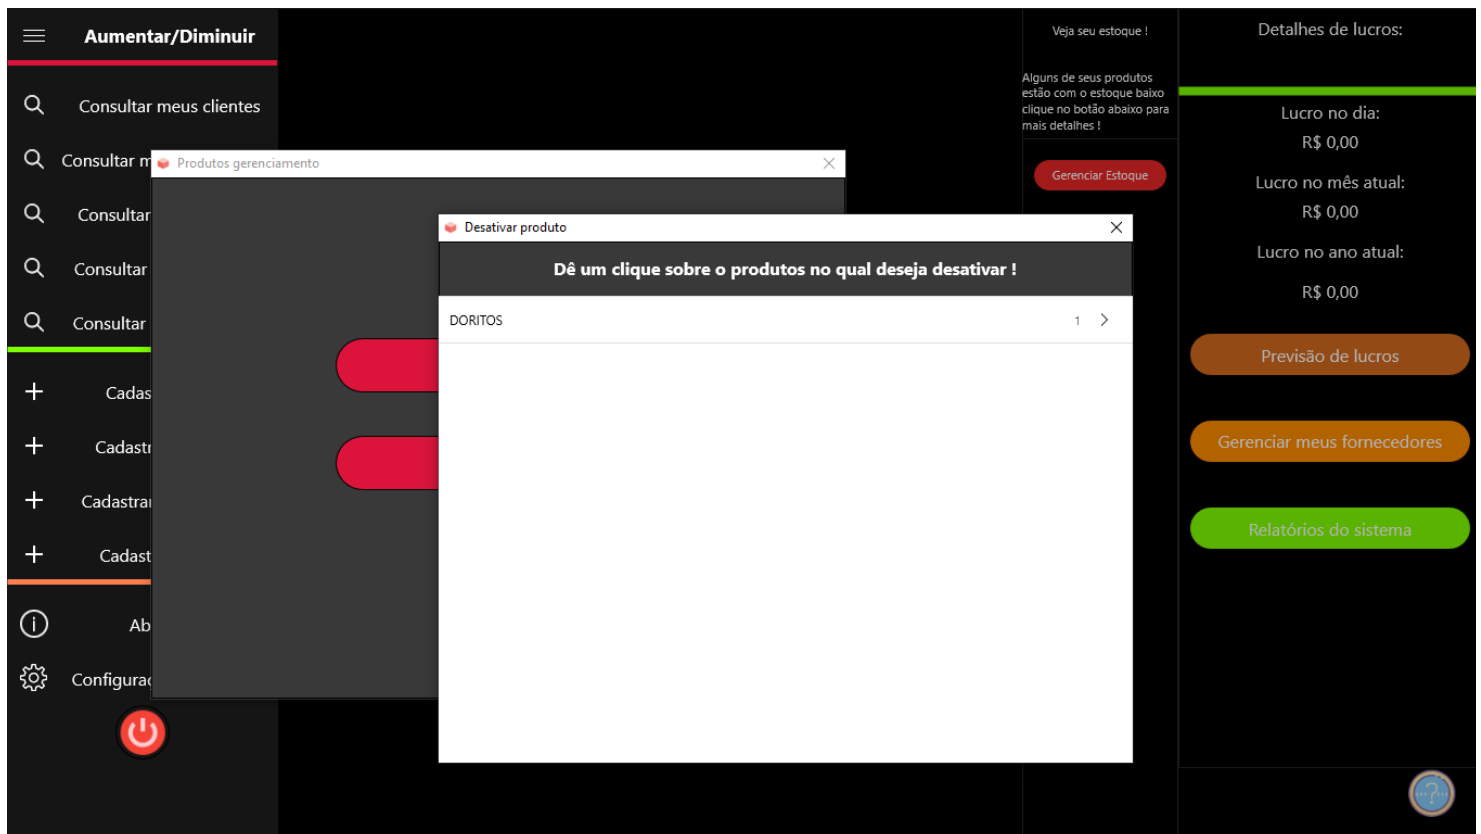 Aumentar/Diminuir
Consultar meus clientes
Consultar m
Consultar
Consultar
Consultar
Cadas
Cadastr
Cadastrar
Cadast
Ab
Configuraç
Produtos gerenciamento
Desativar produto
Dê um clique sobre o produtos no qual deseja desativar !
DORITOS
1
Veja seu estoque !
Alguns de seus produtos
estão com o estoque baixo
clique no botão abaixo para
mais detalhes !
Gerenciar Estoque
Detalhes de lucros:
Lucro no dia:
R$ 0,00
Lucro no mês atual:
R$ 0,00
Lucro no ano atual:
R$ 0,00
Previsão de lucros
Gerenciar meus fornecedores
Relatórios do sistema
...?...